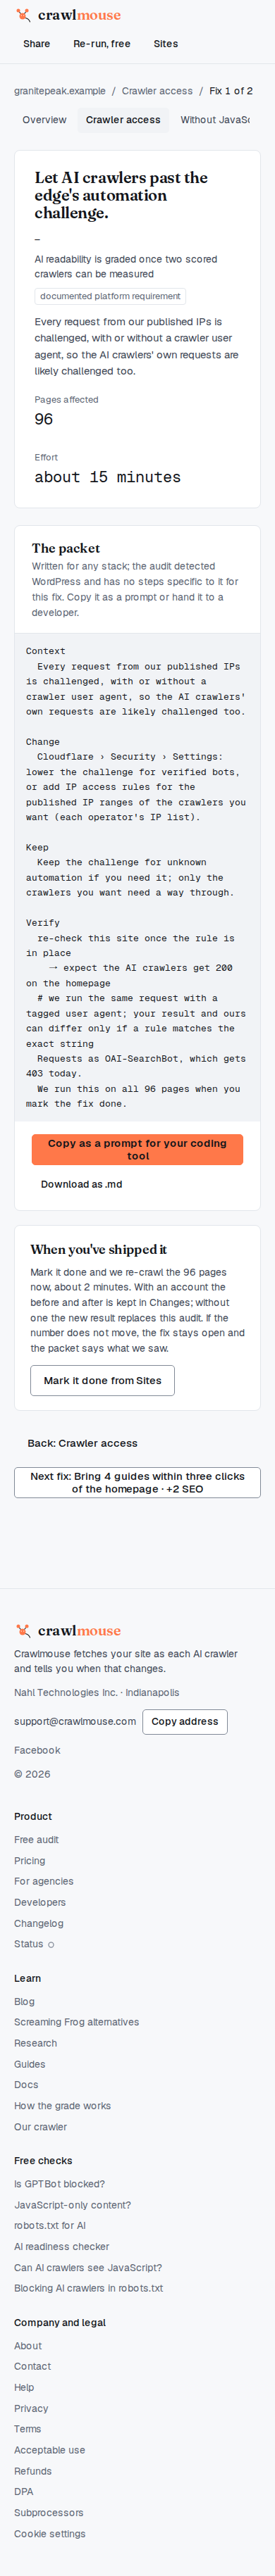 crawlmouse
Share Re-run, free Sites
granitepeak.example / Crawler access / Fix 1 of 2
Overview Crawler access Without JavaSc
Let AI crawlers past the
edge's automation
challenge.
–
AI readability is graded once two scored
crawlers can be measured
documented platform requirement
Every request from our published IPs is
challenged, with or without a crawler user
agent, so the AI crawlers' own requests are
likely challenged too.
Pages affected
96
Effort
about 15 minutes
The packet
Written for any stack; the audit detected
WordPress and has no steps specific to it for
this fix. Copy it as a prompt or hand it to a
developer.
Context
Every request from our published IPs
is challenged, with or without a
crawler user agent, so the AI crawlers'
own requests are likely challenged too.
Change
Cloudflare › Security › Settings:
lower the challenge for verified bots,
or add IP access rules for the
published IP ranges of the crawlers you
want (each operator's IP list).
Keep
Keep the challenge for unknown
automation if you need it; only the
crawlers you want need a way through.
Verify
re-check this site once the rule is
in place
→ expect the AI crawlers get 200
on the homepage
# we run the same request with a
tagged user agent; your result and ours
can differ only if a rule matches the
exact string
Requests as OAI-SearchBot, which gets
403 today.
We run this on all 96 pages when you
mark the fix done.
Copy as a prompt for your coding
tool
Download as .md
When you've shipped it
Mark it done and we re-crawl the 96 pages
now, about 2 minutes. With an account the
before and after is kept in Changes; without
one the new result replaces this audit. If the
number does not move, the fix stays open and
the packet says what we saw.
Mark it done from Sites
Back: Crawler access
Next fix: Bring 4 guides within three clicks
of the homepage · +2 SEO
crawlmouse
Crawlmouse fetches your site as each AI crawler
and tells you when that changes.
Nahl Technologies Inc. · Indianapolis
support@crawlmouse.com Copy address
Facebook
© 2026
Product
Free audit
Pricing
For agencies
Developers
Changelog
Status
Learn
Blog
Screaming Frog alternatives
Research
Guides
Docs
How the grade works
Our crawler
Free checks
Is GPTBot blocked?
JavaScript-only content?
robots.txt for AI
AI readiness checker
Can AI crawlers see JavaScript?
Blocking AI crawlers in robots.txt
Company and legal
About
Contact
Help
Privacy
Terms
Acceptable use
Refunds
DPA
Subprocessors
Cookie settings